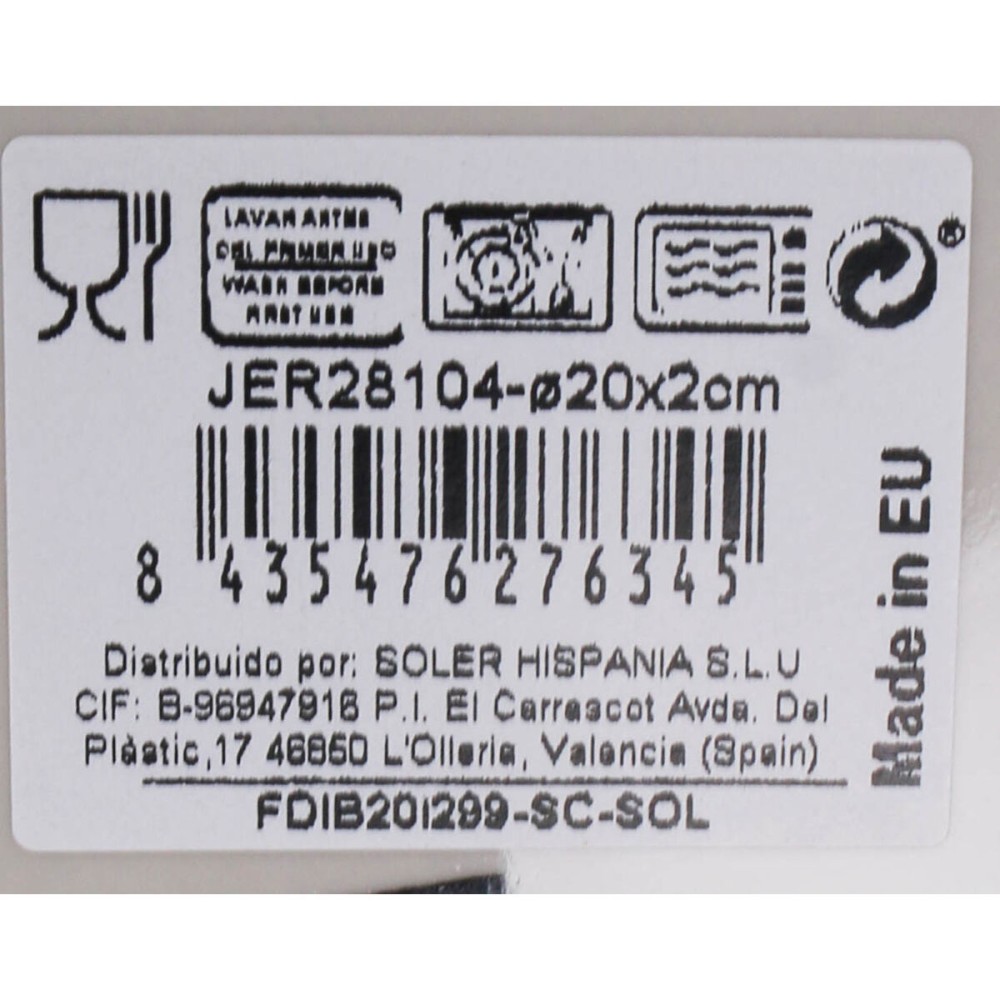 LAVAR ANTES
DEL PRIMER USO
WASH BEFORE
FIRST USE
®
JER28104-ø20x2cm
8 435476 276345
Made in EU
Distribuido por: SOLER HISPANIA S.L.U
CIF: B-96947916 P.I. El Carrascot Avda. Del
Plàstic,17 46850 L'Olleria, Valencia (Spain)
FDIB201299-SC-SOL